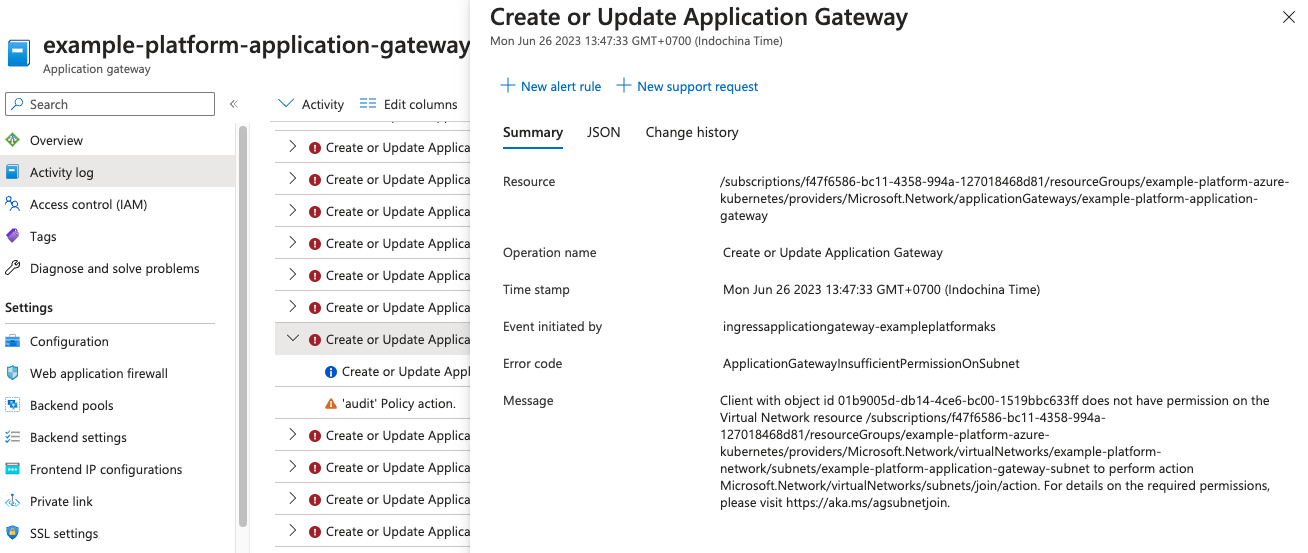 example-platform-application-gateway
Application gateway
Search
«
Overview
Activity log
Access control (IAM)
Tags
Diagnose and solve problems
Settings
Configuration
Web application firewall
Backend pools
Backend settings
Frontend IP configurations
Private link
SSL settings
Activity
Edit columns
Create or Update Applica
Create or Update Applica
Create or Update Applica
Create or Update Applica
Create or Update Applica
Create or Update Applica
Create or Update Applica
Create or Update Appl
'audit' Policy action.
Create or Update Applica
Create or Update Applica
Create or Update Applica
Create or Update Applica
Create or Update Application Gateway
Mon Jun 26 2023 13:47:33 GMT+0700 (Indochina Time)
New alert rule
New support request
Summary
JSON
Change history
Resource
/subscriptions/f47f6586-bc11-4358-994a-127018468d81/resourceGroups/example-platform-azure-
kubernetes/providers/Microsoft.Network/applicationGateways/example-platform-application-
gateway
Operation name
Create or Update Application Gateway
Time stamp
Mon Jun 26 2023 13:47:33 GMT+0700 (Indochina Time)
Event initiated by
ingressapplicationgateway-exampleplatformaks
Error code
ApplicationGatewayInsufficientPermissionOnSubnet
Message
Client with object id 01b9005d-db14-4ce6-bc00-1519bbc633ff does not have permission on the
Virtual Network resource /subscriptions/f47f6586-bc11-4358-994a-
127018468d81/resourceGroups/example-platform-azure-
kubernetes/providers/Microsoft.Network/virtualNetworks/example-platform-
network/subnets/example-platform-application-gateway-subnet to perform action
Microsoft.Network/virtualNetworks/subnets/join/action. For details on the required permissions,
please visit https://aka.ms/agsubnetjoin.